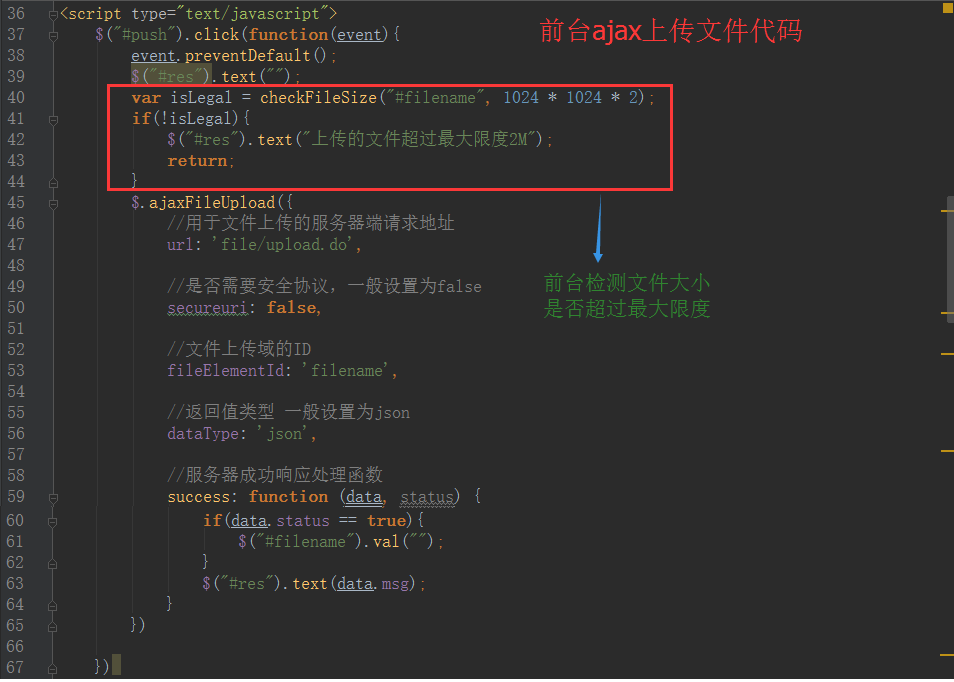 36 <script type="text/javascript">
37 $("#push").click(function(event){
前台ajax上传文件代码
38 event.preventDefault();
39 $("#res").text("");
40 var isLegal = checkFileSize("#filename", 1024 * 1024 * 2);
41 if(!isLegal){
42 $("#res").text("上传的文件超过最大限度2M");
43 return;
44 }
45 $.ajaxFileUpload({
46 //用于文件上传的服务器端请求地址
47 url: 'file/upload.do',
48
49 //是否需要安全协议，一般设置为false
前台检测文件大小
50 secureuri: false,
是否超过最大限度
51
52 //文件上传域的ID
53 fileElementId: 'filename',
54
55 //返回值类型 一般设置为json
56 dataType: 'json',
57
58 //服务器成功响应处理函数
59 success: function (data, status) {
60 if(data.status == true){
61 $("#filename").val("");
62 }
63 $("#res").text(data.msg);
64 }
65 })
66
67 })